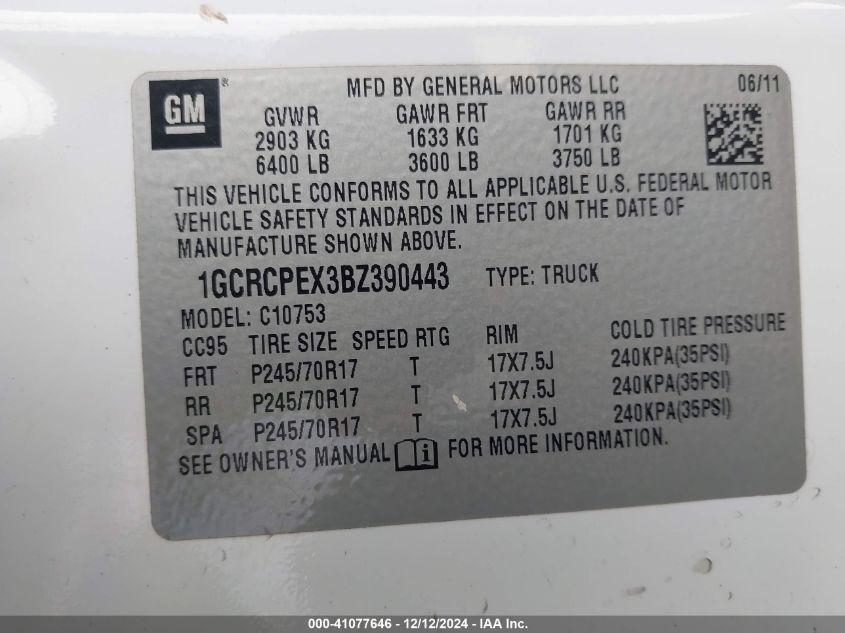 GM ®
MFD BY GENERAL MOTORS LLC 06/11
GVWR GAWR FRT GAWR RR
2903 KG 1633 KG 1701 KG
6400 LB 3600 LB 3750 LB
THIS VEHICLE CONFORMS TO ALL APPLICABLE U.S. FEDERAL MOTOR
VEHICLE SAFETY STANDARDS IN EFFECT ON THE DATE OF
MANUFACTURE SHOWN ABOVE.
1GCRCPEX3BZ390443 TYPE: TRUCK
MODEL: C10753
CC95 TIRE SIZE SPEED RTG RIM COLD TIRE PRESSURE
FRT P245/70R17 T 17X7.5J 240KPA(35PSI)
RR P245/70R17 T 17X7.5J 240KPA(35PSI)
SPA P245/70R17 T 17X7.5J 240KPA(35PSI)
SEE OWNER'S MANUAL i FOR MORE INFORMATION.
000-41077646 - 12/12/2024 - IAA Inc.